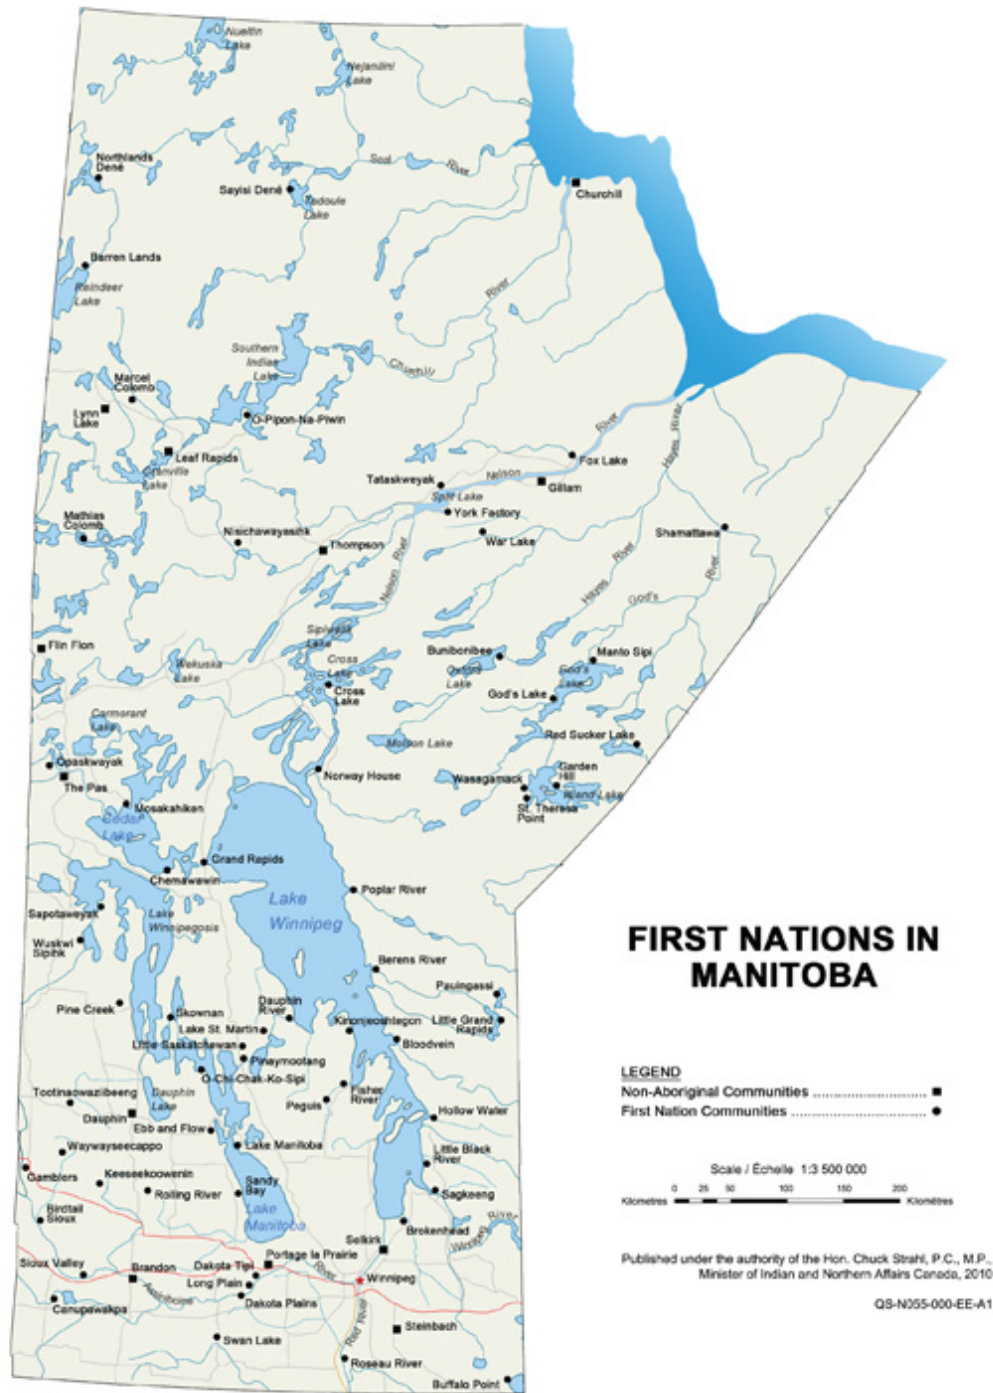 Nueltin
Lake
Nejanilini
Lake
Northlands
Dené
Seal
River
Sayisi Dené
Tadoule
Lake
Churchill
Barren Lands
Reindeer
Lake
River
Southern
Indian
Lake
Churchill
Marcel
Colomb
Lynn
Lake
O-Pipon-Na-Piwin
River
Hayes River
Leaf Rapids
Granville
Lake
Fox Lake
Tataskweyak
Nelson
Gillam
Split Lake
York Factory
Mathias
Colomb
Nisichawayasihk
War Lake
Shamattawa
Thompson
Nelson River
Hayes River
River
God's
Sipiwesk
Lake
Flin Flon
Wekusko
Lake
Cross
Lake
Cross
Lake
Bunibonibee
Oxford
Lake
Manto Sipi
God's
Lake
God's Lake
Cormorant
Lake
Molson Lake
Red Sucker Lake
Opaskwayak
The Pas
Norway House
Wasagamack
Garden
Hill
Island Lake
St. Theresa
Point
Mosakahiken
Cedar
Lake
Grand Rapids
Chemawawin
Poplar River
Lake
Winnipeg
Sapotaweyak
Lake
Winnipegosis
Wuskwi
Sipihk
Berens River
Pauingassi
Pine Creek
Skownan
Dauphin
River
Lake St. Martin
Kinonjeoshtegon
Little Grand
Rapids
Little Saskatchewan
Bloodvein
Pinaymootang
O-Chi-Chak-Ko-Sipi
Tootinaowaziibeeng
Dauphin
Lake
Fisher
River
Peguis
Dauphin
Hollow Water
Ebb and Flow
Waywayseecappo
Lake Manitoba
Little Black
River
Gamblers
Keeseekoowenin
Rolling River
Sandy
Bay
Sagkeeng
Lake
Manitoba
Birdtail
Sioux
Brokenhead
Winnipeg River
Selkirk
Portage la Prairie
Sioux Valley
Brandon
Dakota Tipi
River
Winnipeg
Long Plain
Assiniboine
Dakota Plains
Canupawakpa
Red River
Steinbach
Swan Lake
Roseau River
Buffalo Point
FIRST NATIONS IN
MANITOBA
LEGEND
Non-Aboriginal Communities ..............................
First Nation Communities ..................................
Scale / Échelle 1:3 500 000
Kilometres 0 25 50 100 150 200 Kilomètres
Published under the authority of the Hon. Chuck Strahl, P.C., M.P.,
Minister of Indian and Northern Affairs Canada, 2010
QS-N055-000-EE-A1